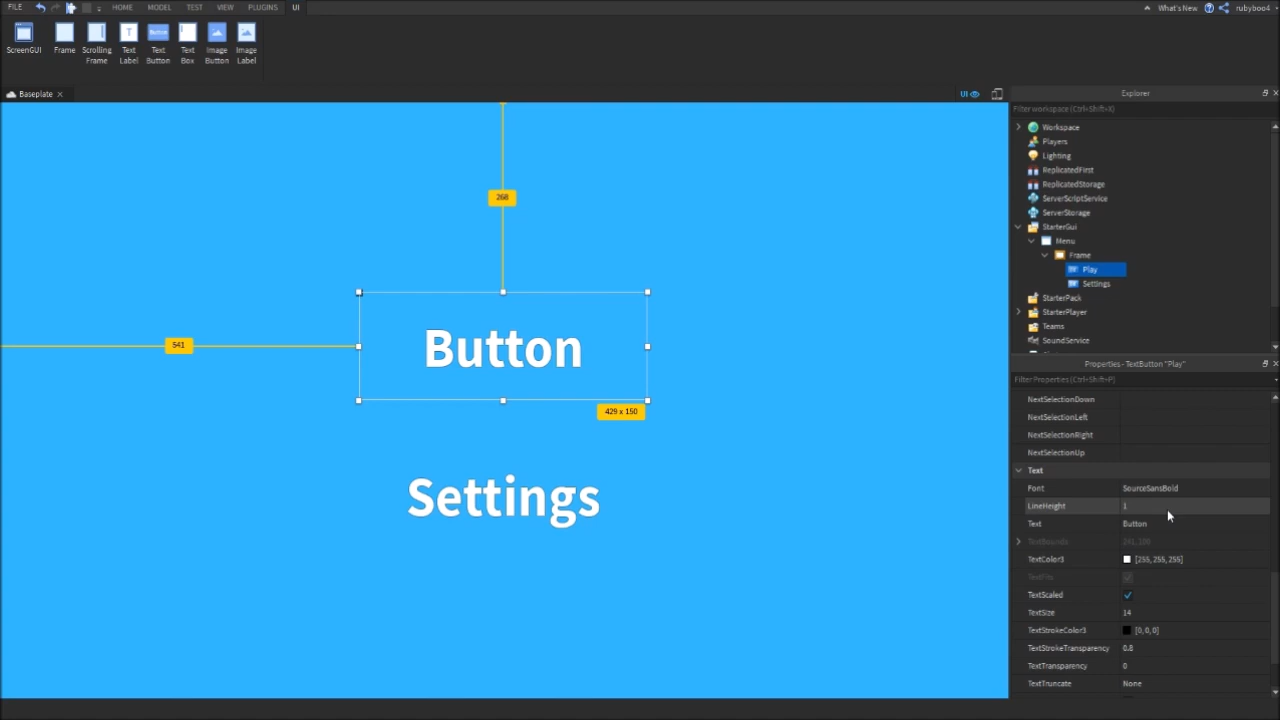 FILE HOME MODEL TEST VIEW PLUGINS UI What's New rubyboo4
ScreenGUI Frame Scrolling Frame Text Label Text Button Text Box Image Button Image Label
Baseplate UI
268
541
Button
429 x 150
Settings
Explorer
Filter workspace (Ctrl+Shift+X)
Workspace
Players
Lighting
ReplicatedFirst
ReplicatedStorage
ServerScriptService
ServerStorage
StarterGui
Menu
Frame
Play
Settings
StarterPack
StarterPlayer
Teams
SoundService
Properties - TextButton "Play"
Filter Properties (Ctrl+Shift+P)
NextSelectionDown
NextSelectionLeft
NextSelectionRight
NextSelectionUp
Text
Font SourceSansBold
LineHeight 1
Text Button
TextBounds
TextColor3 [255, 255, 255]
TextFits
TextScaled
TextSize 14
TextStrokeColor3 [0, 0, 0]
TextStrokeTransparency 0.8
TextTransparency 0
TextTruncate None